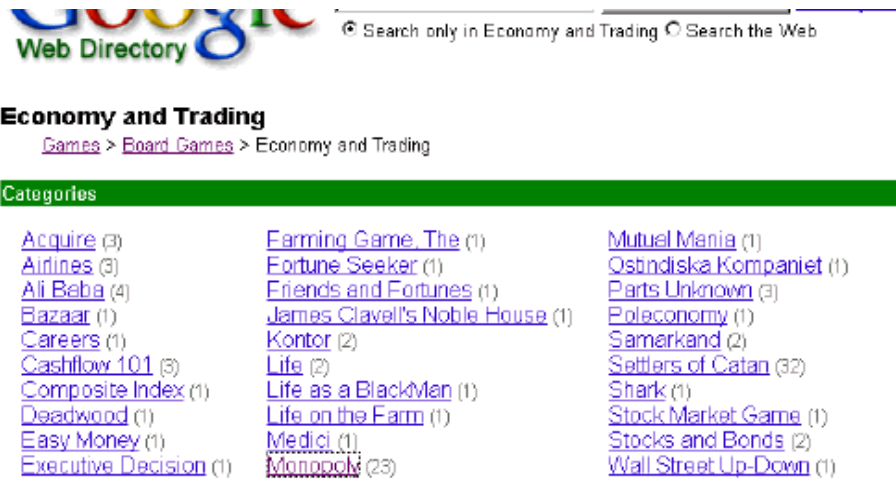 Google
Web Directory
Search only in Economy and Trading Search the Web
Economy and Trading
Games > Board Games > Economy and Trading
Categories
Acquire (3)
Airlines (3)
Ali Baba (4)
Bazaar (1)
Careers (1)
Cashflow 101 (3)
Composite Index (1)
Deadwood (1)
Easy Money (1)
Executive Decision (1)
Farming Game, The (1)
Fortune Seeker (1)
Friends and Fortunes (1)
James Clavell's Noble House (1)
Kontor (2)
Life (2)
Life as a BlackMan (1)
Life on the Farm (1)
Medici (1)
Monopoly (23)
Mutual Mania (1)
Ostindiska Kompaniet (1)
Parts Unknown (3)
Poleconomy (1)
Samarkand (2)
Settlers of Catan (32)
Shark (1)
Stock Market Game (1)
Stocks and Bonds (2)
Wall Street Up-Down (1)